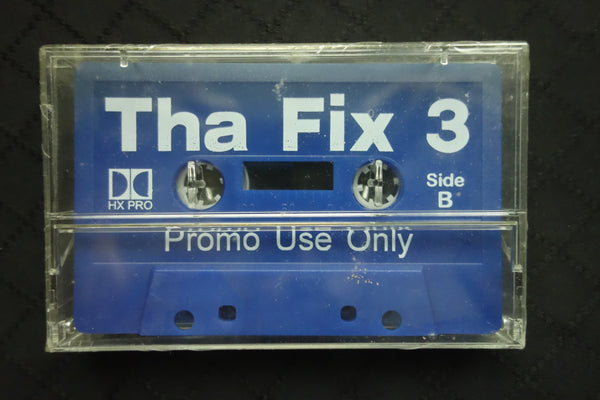 Tha Fix 3
HX PRO
Side
B
Promo Use Only